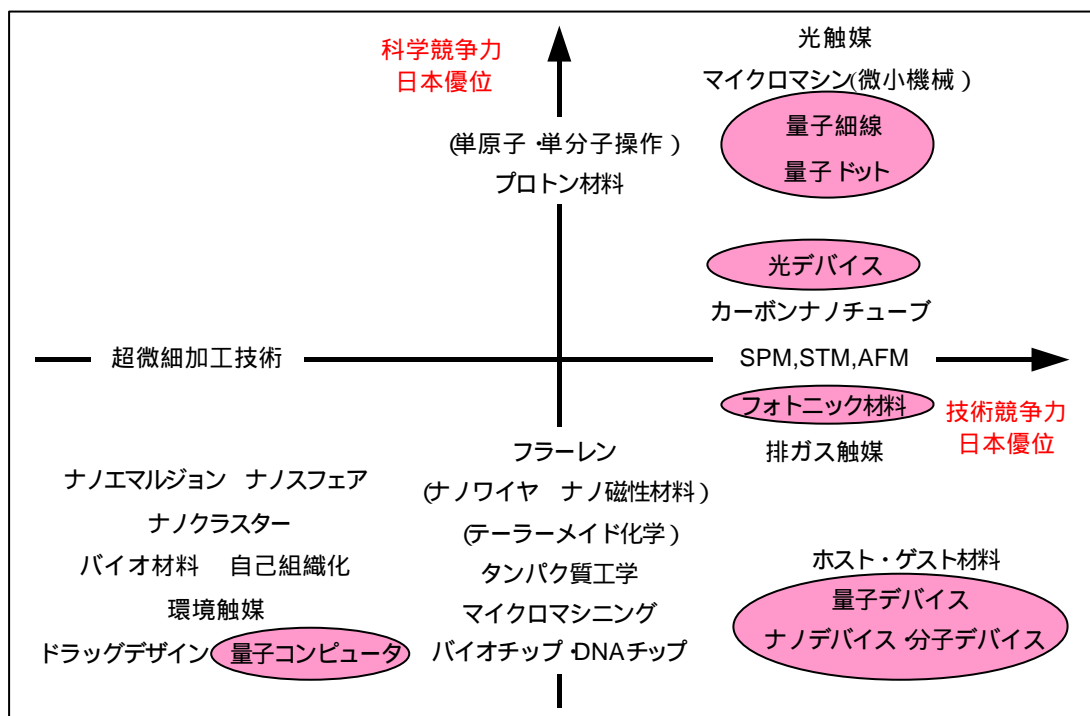 科学競争力
日本優位
光触媒
マイクロマシン(微小機械)
量子細線
量子ドット
(単原子・単分子操作)
プロトン材料
光デバイス
カーボンナノチューブ
超微細加工技術
SPM,STM,AFM
フォトニック材料
技術競争力
日本優位
排ガス触媒
フラーレン
ナノエマルジョン ナノスフェア
(ナノワイヤ ナノ磁性材料)
ナノクラスター
(テーラーメイド化学)
バイオ材料 自己組織化
タンパク質工学
ホスト・ゲスト材料
量子デバイス
環境触媒
マイクロマシニング
ナノデバイス・分子デバイス
ドラッグデザイン 量子コンピュータ
バイオチップ・DNAチップ